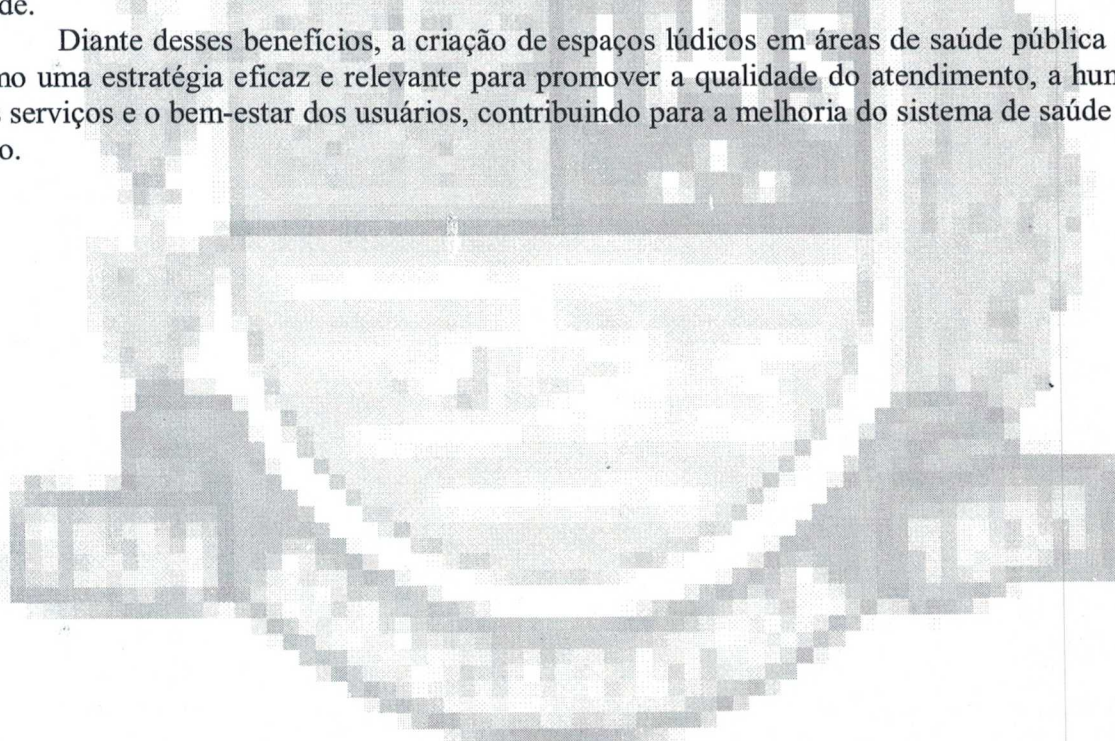 de.
Diante desses benefícios, a criação de espaços lúdicos em áreas de saúde pública
mo uma estratégia eficaz e relevante para promover a qualidade do atendimento, a hum
serviços e o bem-estar dos usuários, contribuindo para a melhoria do sistema de saúde
o.